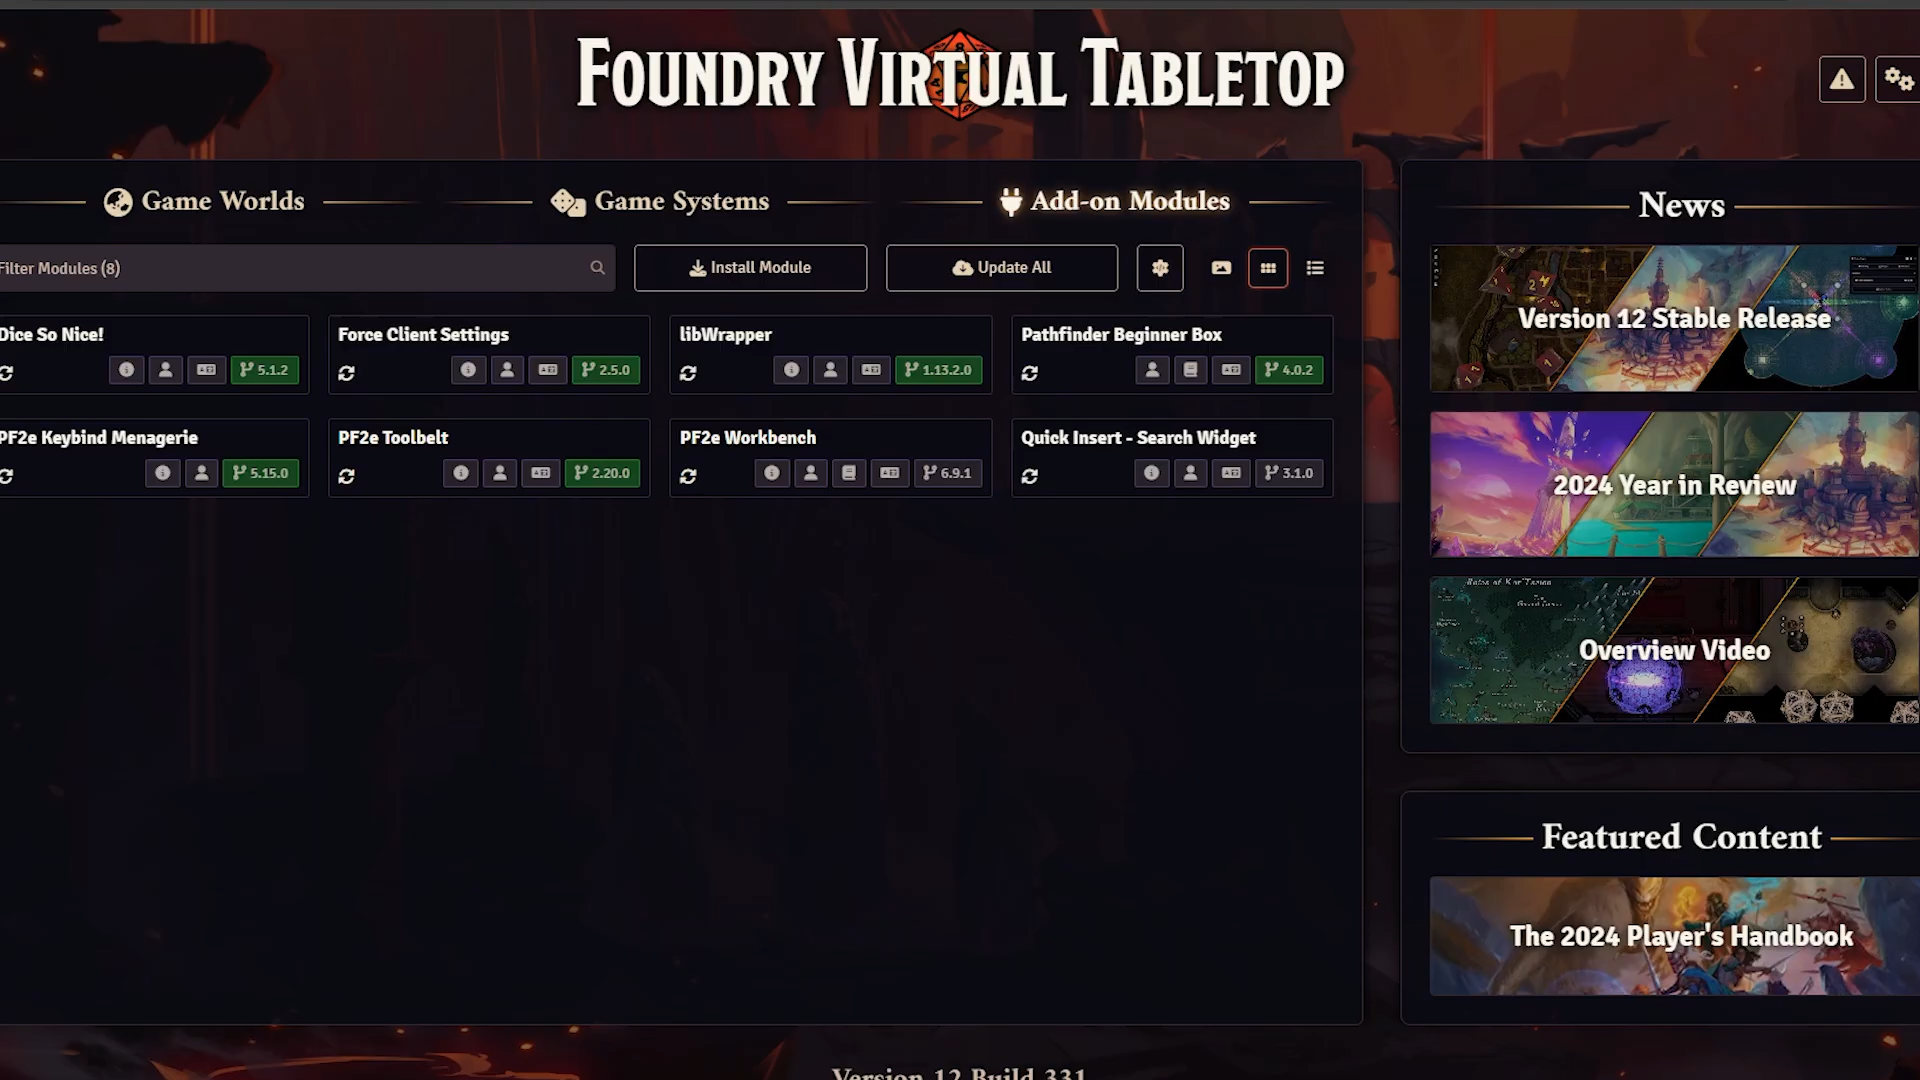 FOUNDRY VIRTUAL TABLETOP
Game Worlds
Game Systems
Add-on Modules
Filter Modules (8)
Install Module
Update All
Dice So Nice!
5.1.2
Force Client Settings
2.5.0
libWrapper
1.13.2.0
Pathfinder Beginner Box
4.0.2
PF2e Keybind Menagerie
5.15.0
PF2e Toolbelt
2.20.0
PF2e Workbench
6.9.1
Quick Insert - Search Widget
3.1.0
News
Version 12 Stable Release
2024 Year in Review
Overview Video
Featured Content
The 2024 Player's Handbook
Version 12 Build 331